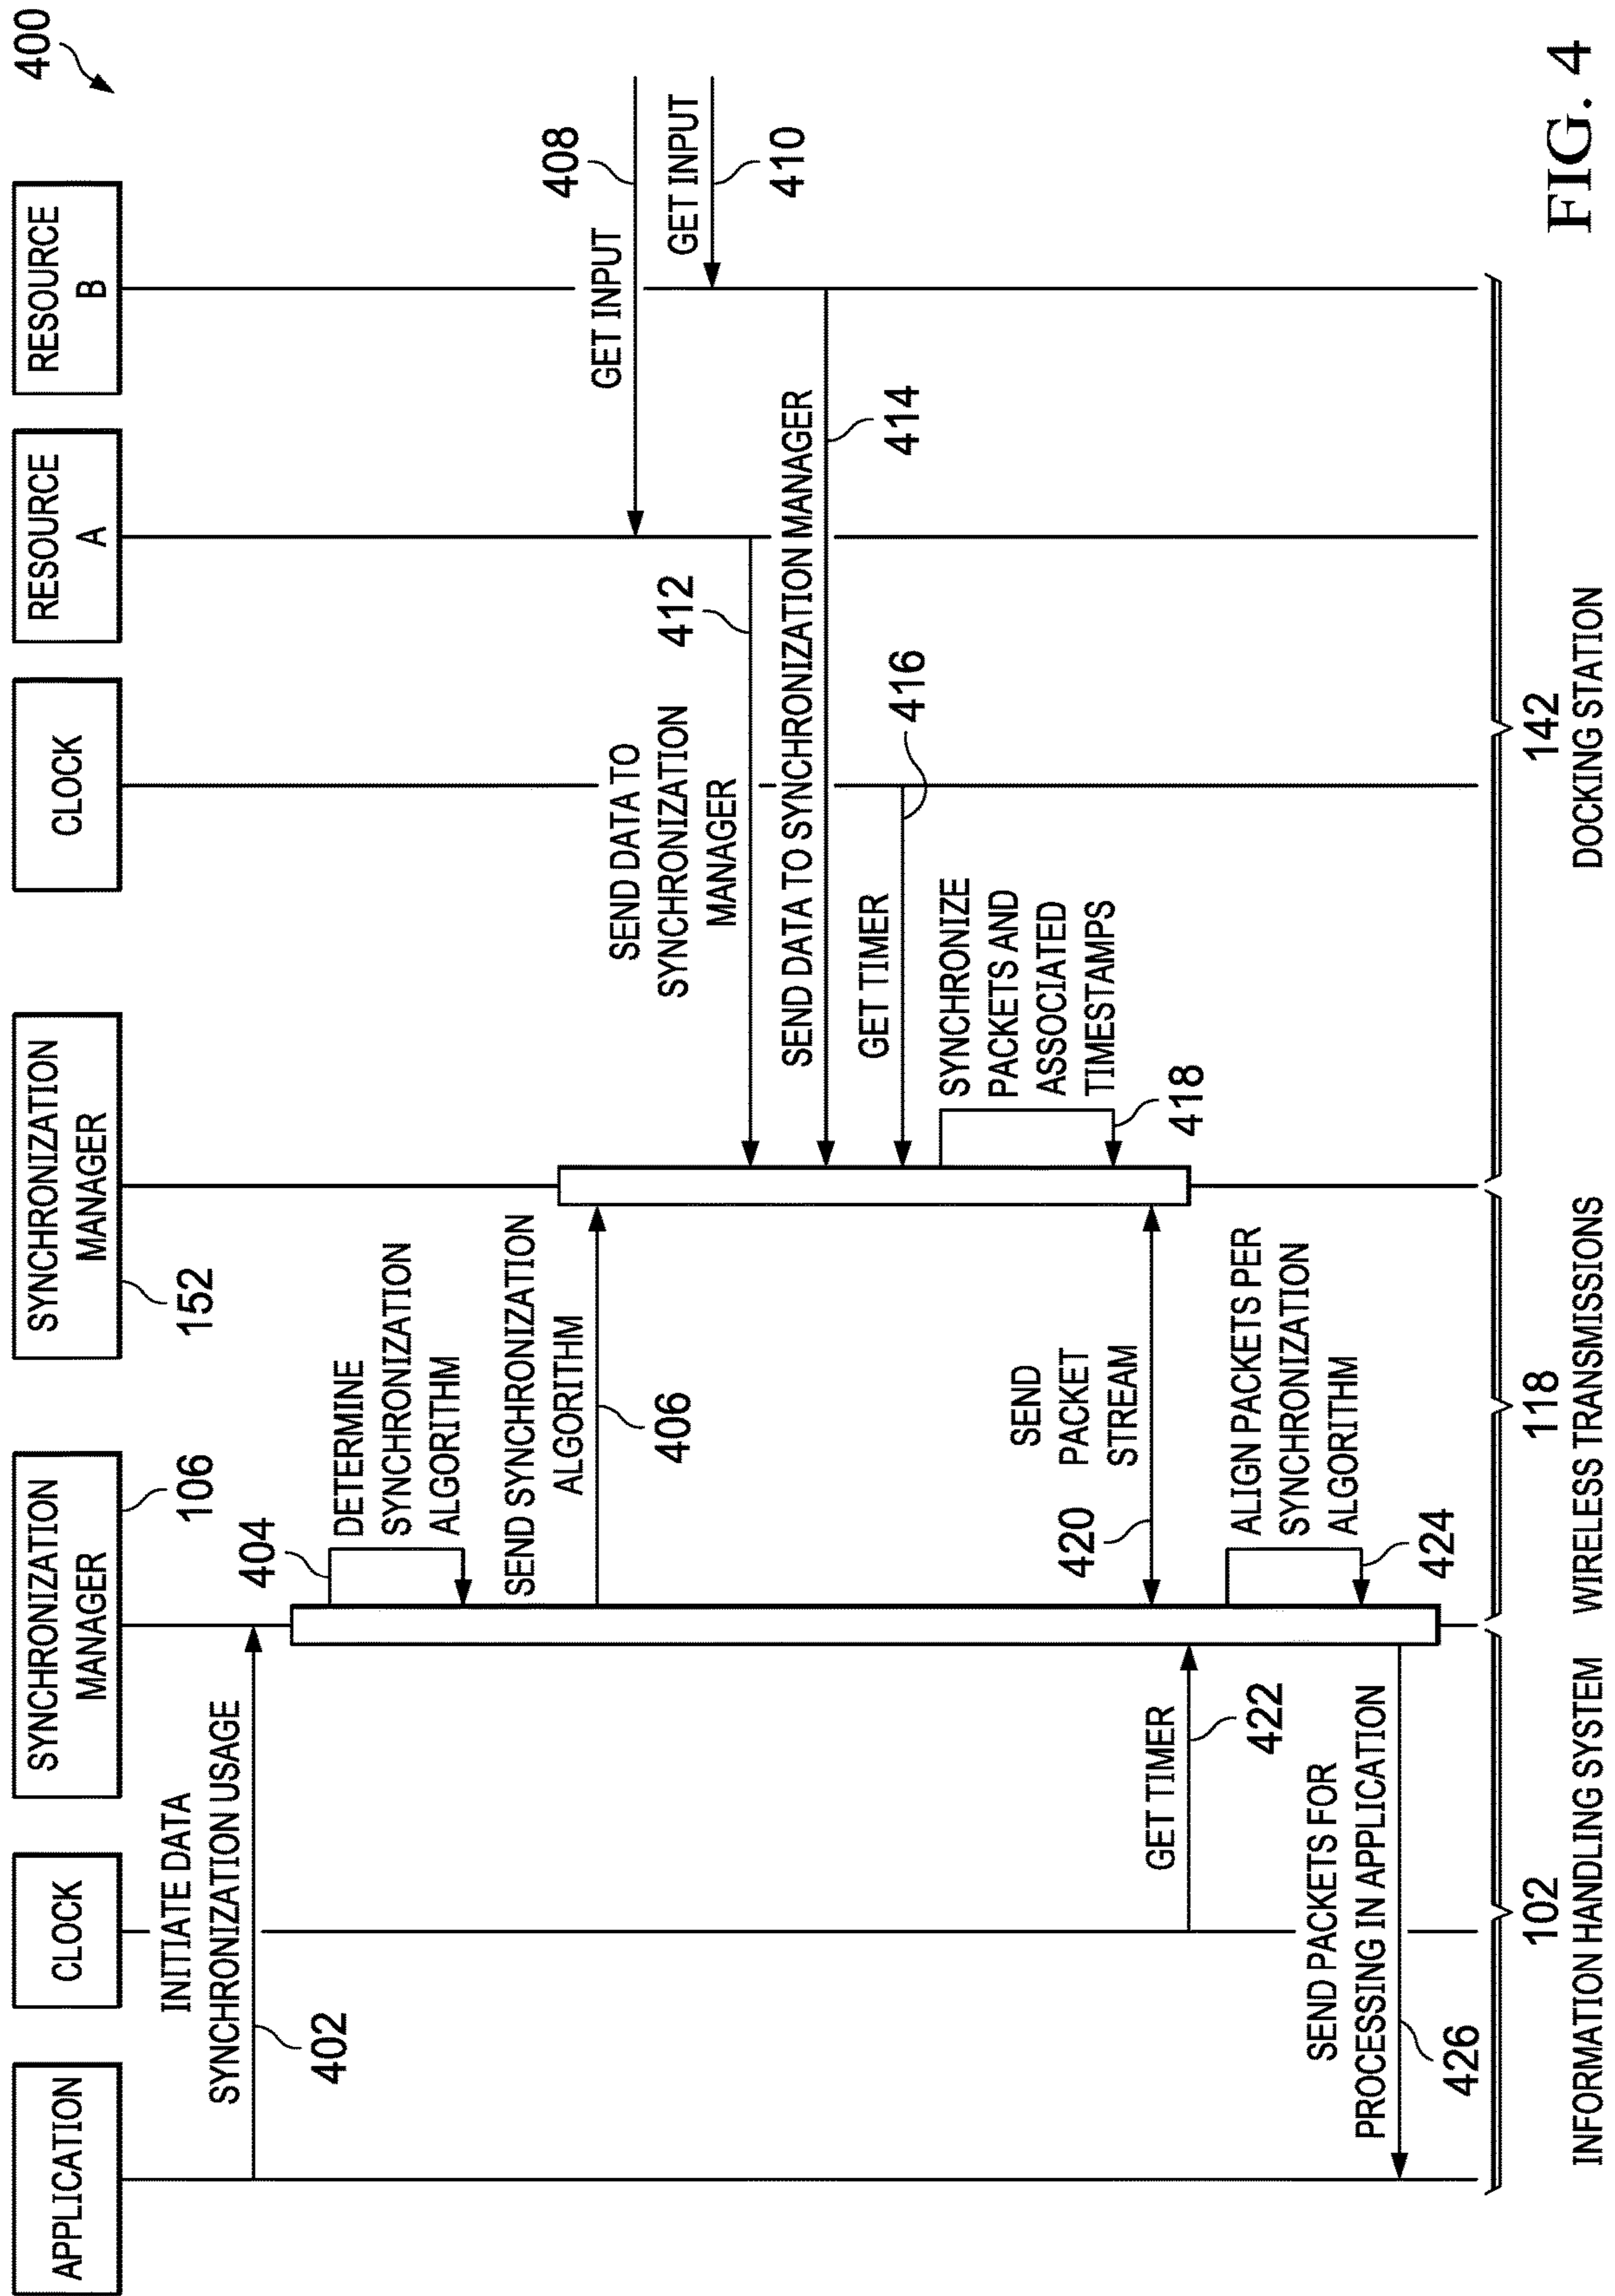 400
APPLICATION
CLOCK
SYNCHRONIZATION
MANAGER
106
SYNCHRONIZATION
MANAGER
152
CLOCK
RESOURCE
A
RESOURCE
B
INITIATE DATA
SYNCHRONIZATION USAGE
402
404
DETERMINE
SYNCHRONIZATION
ALGORITHM
SEND SYNCHRONIZATION
ALGORITHM
406
GET INPUT
408
GET INPUT
410
SEND DATA TO
SYNCHRONIZATION
MANAGER
412
SEND DATA TO SYNCHRONIZATION MANAGER
414
GET TIMER
416
SYNCHRONIZE
PACKETS AND
ASSOCIATED
TIMESTAMPS
418
SEND
PACKET
STREAM
420
GET TIMER
422
ALIGN PACKETS PER
SYNCHRONIZATION
ALGORITHM
424
SEND PACKETS FOR
PROCESSING IN APPLICATION
426
102
INFORMATION HANDLING SYSTEM
118
WIRELESS TRANSMISSIONS
142
DOCKING STATION
FIG. 4